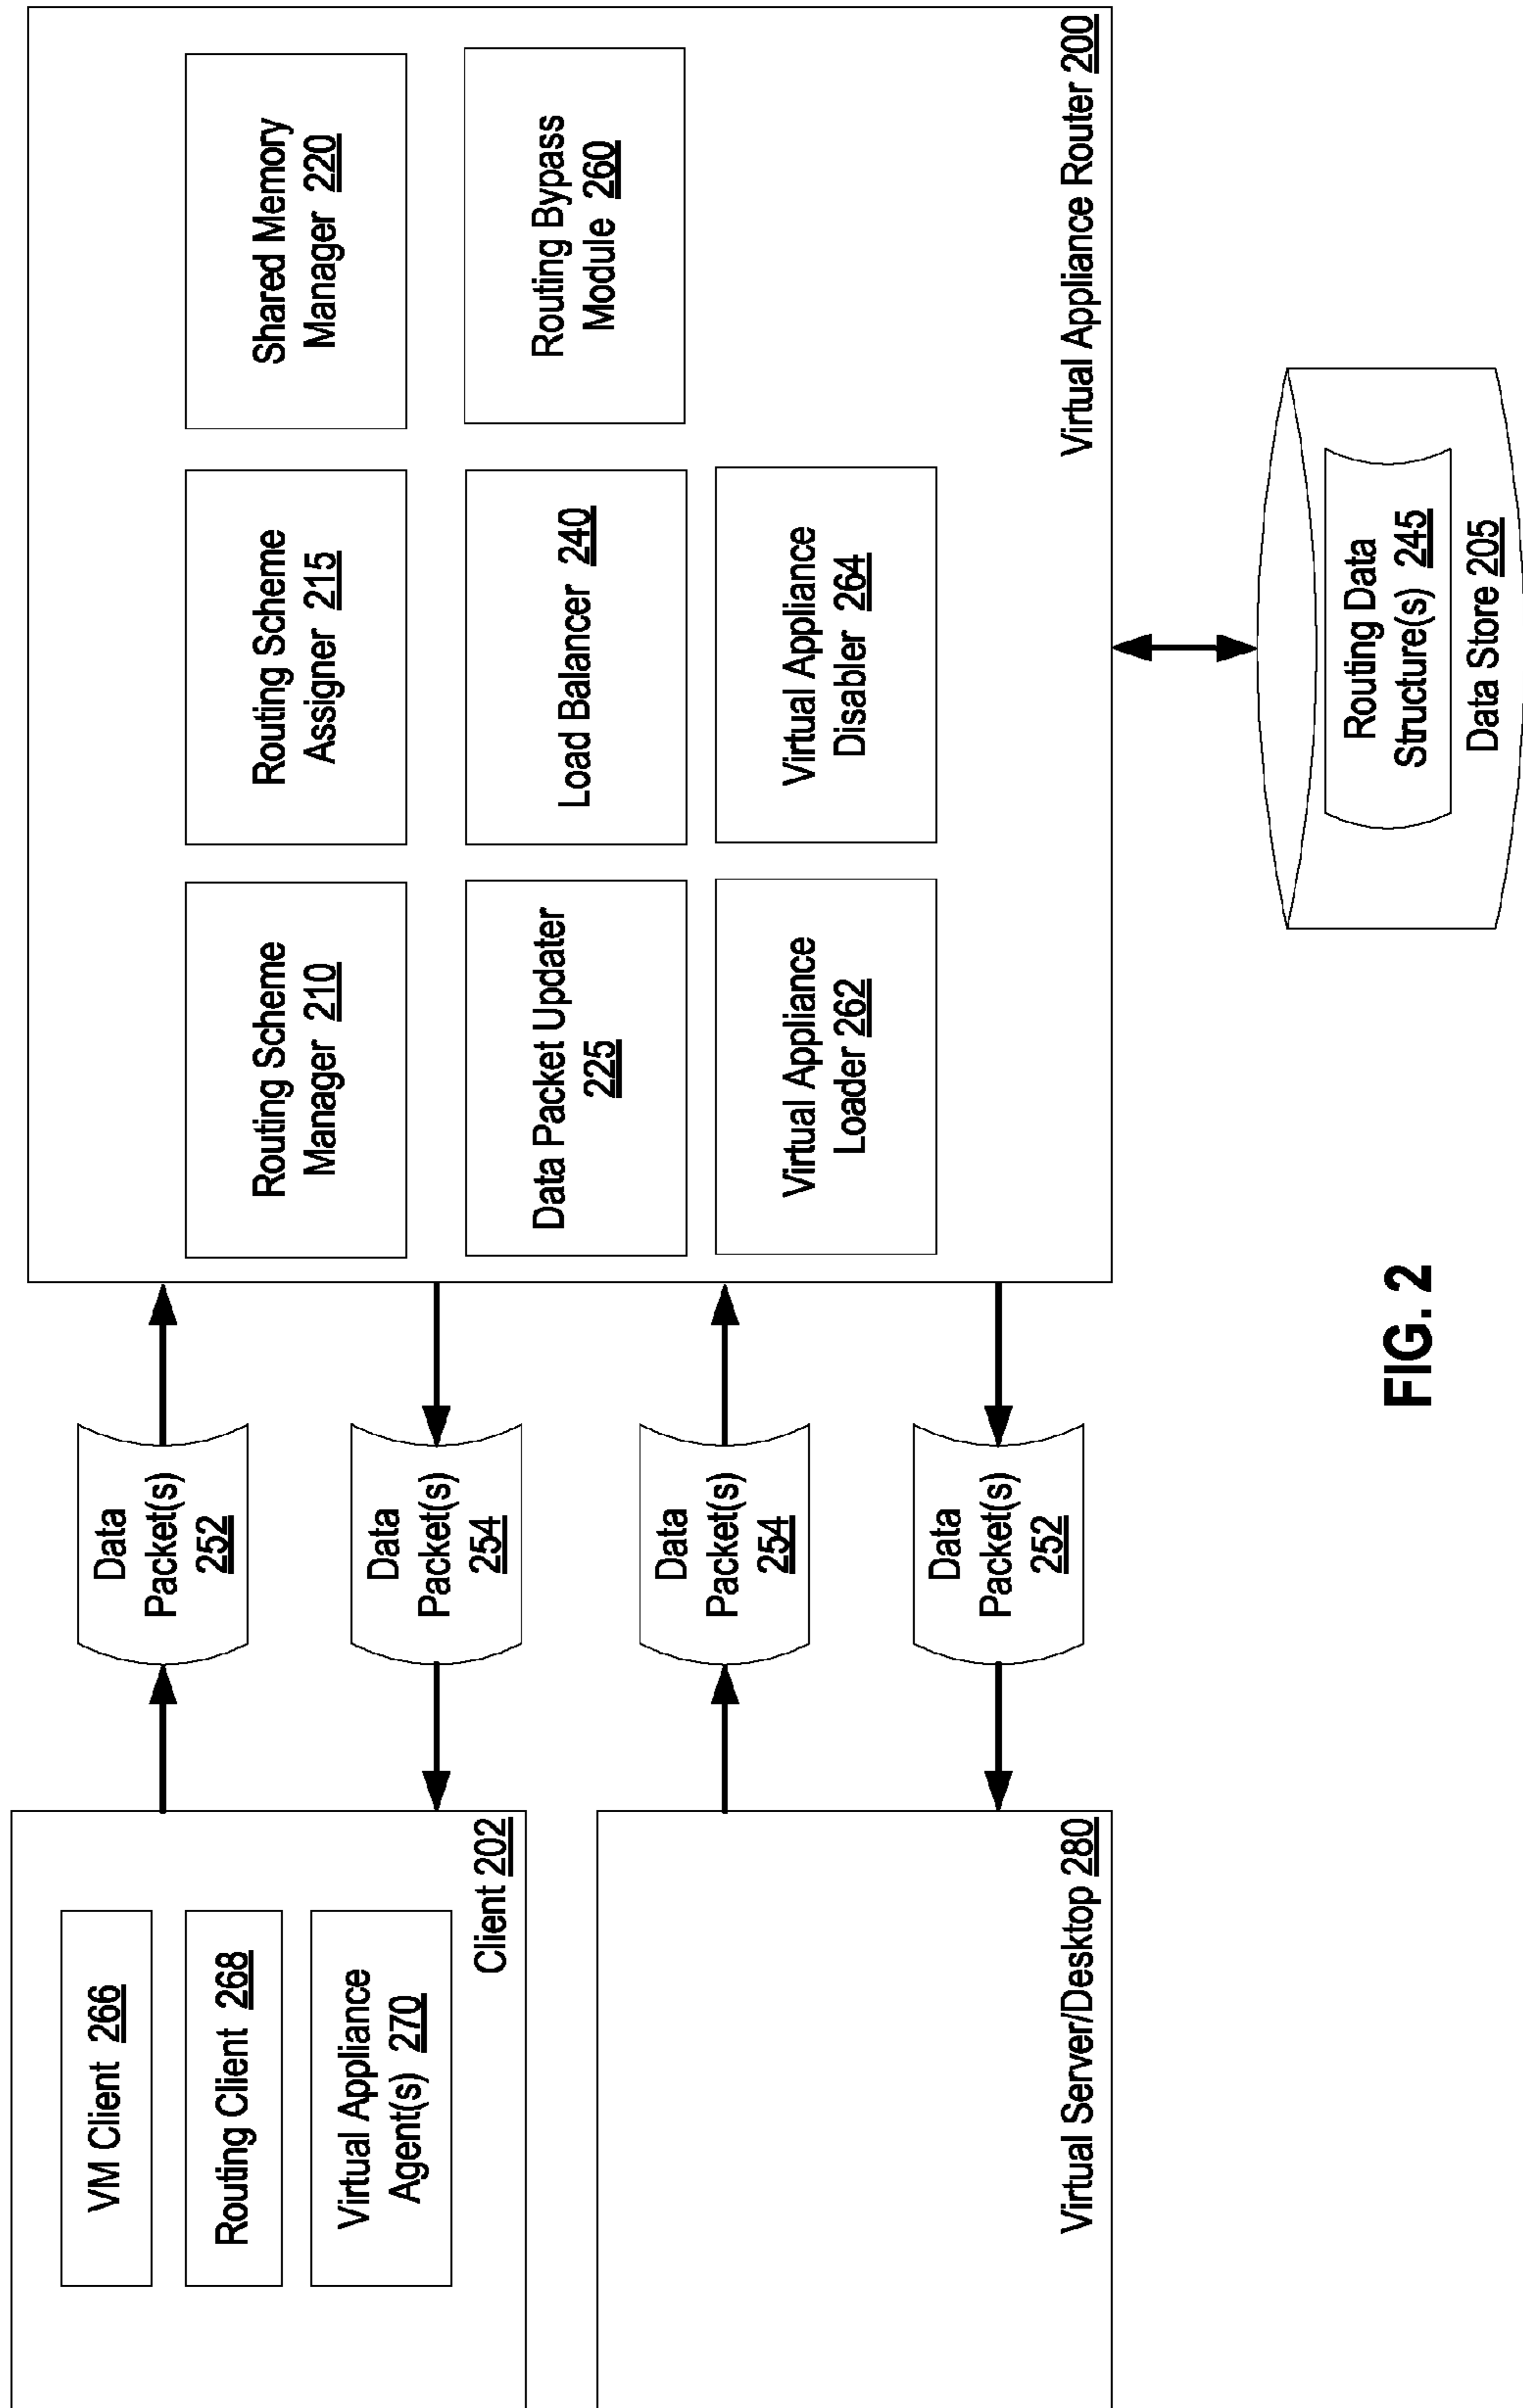 VM Client 266
Routing Client 268
Virtual Appliance
Agent(s) 270
Client 202
Virtual Server/Desktop 280
Data
Packet(s)
252
Data
Packet(s)
254
Data
Packet(s)
254
Data
Packet(s)
252
Routing Scheme
Manager 210
Routing Scheme
Assigner 215
Shared Memory
Manager 220
Data Packet Updater
225
Load Balancer 240
Routing Bypass
Module 260
Virtual Appliance
Loader 262
Virtual Appliance
Disabler 264
Virtual Appliance Router 200
Routing Data
Structure(s) 245
Data Store 205
FIG. 2